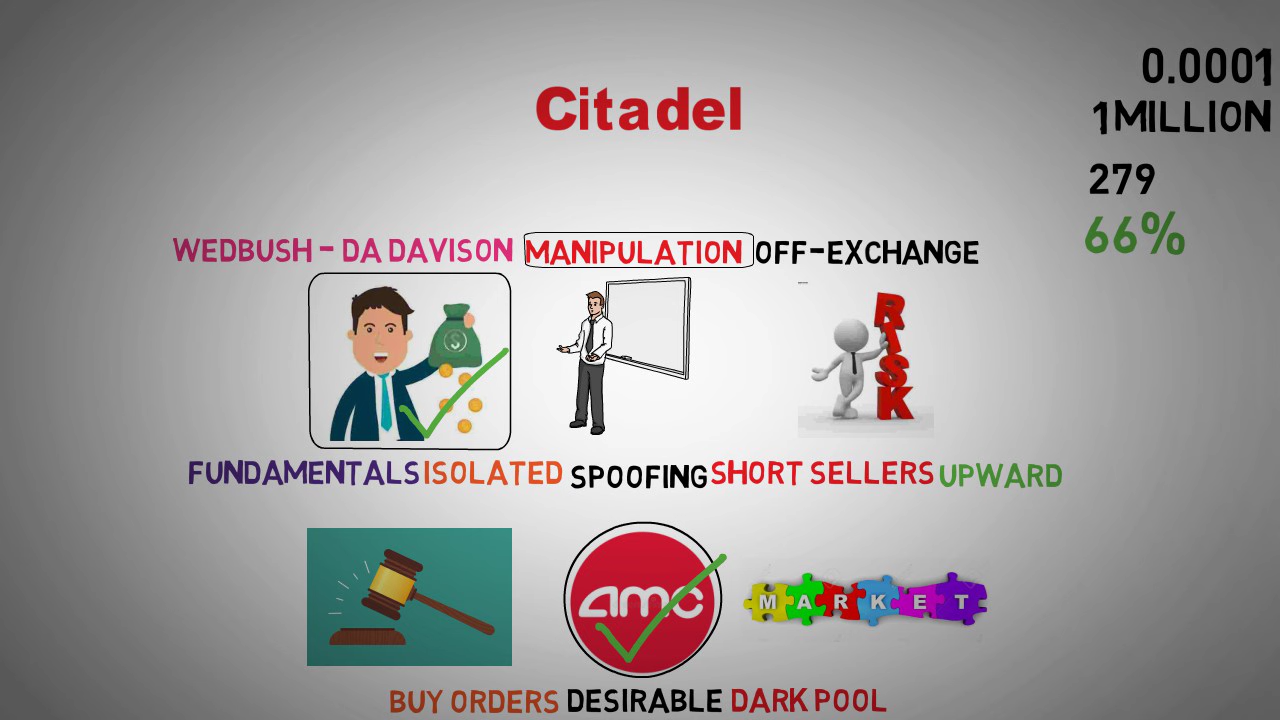 0.0001
1MILLION
279
66%
Citadel
WEDBUSH - DA DAVISON MANIPULATION OFF-EXCHANGE
$
RISK
FUNDAMENTALS ISOLATED SPOOFING SHORT SELLERS UPWARD
amc
MARKET
BUY ORDERS DESIRABLE DARK POOL